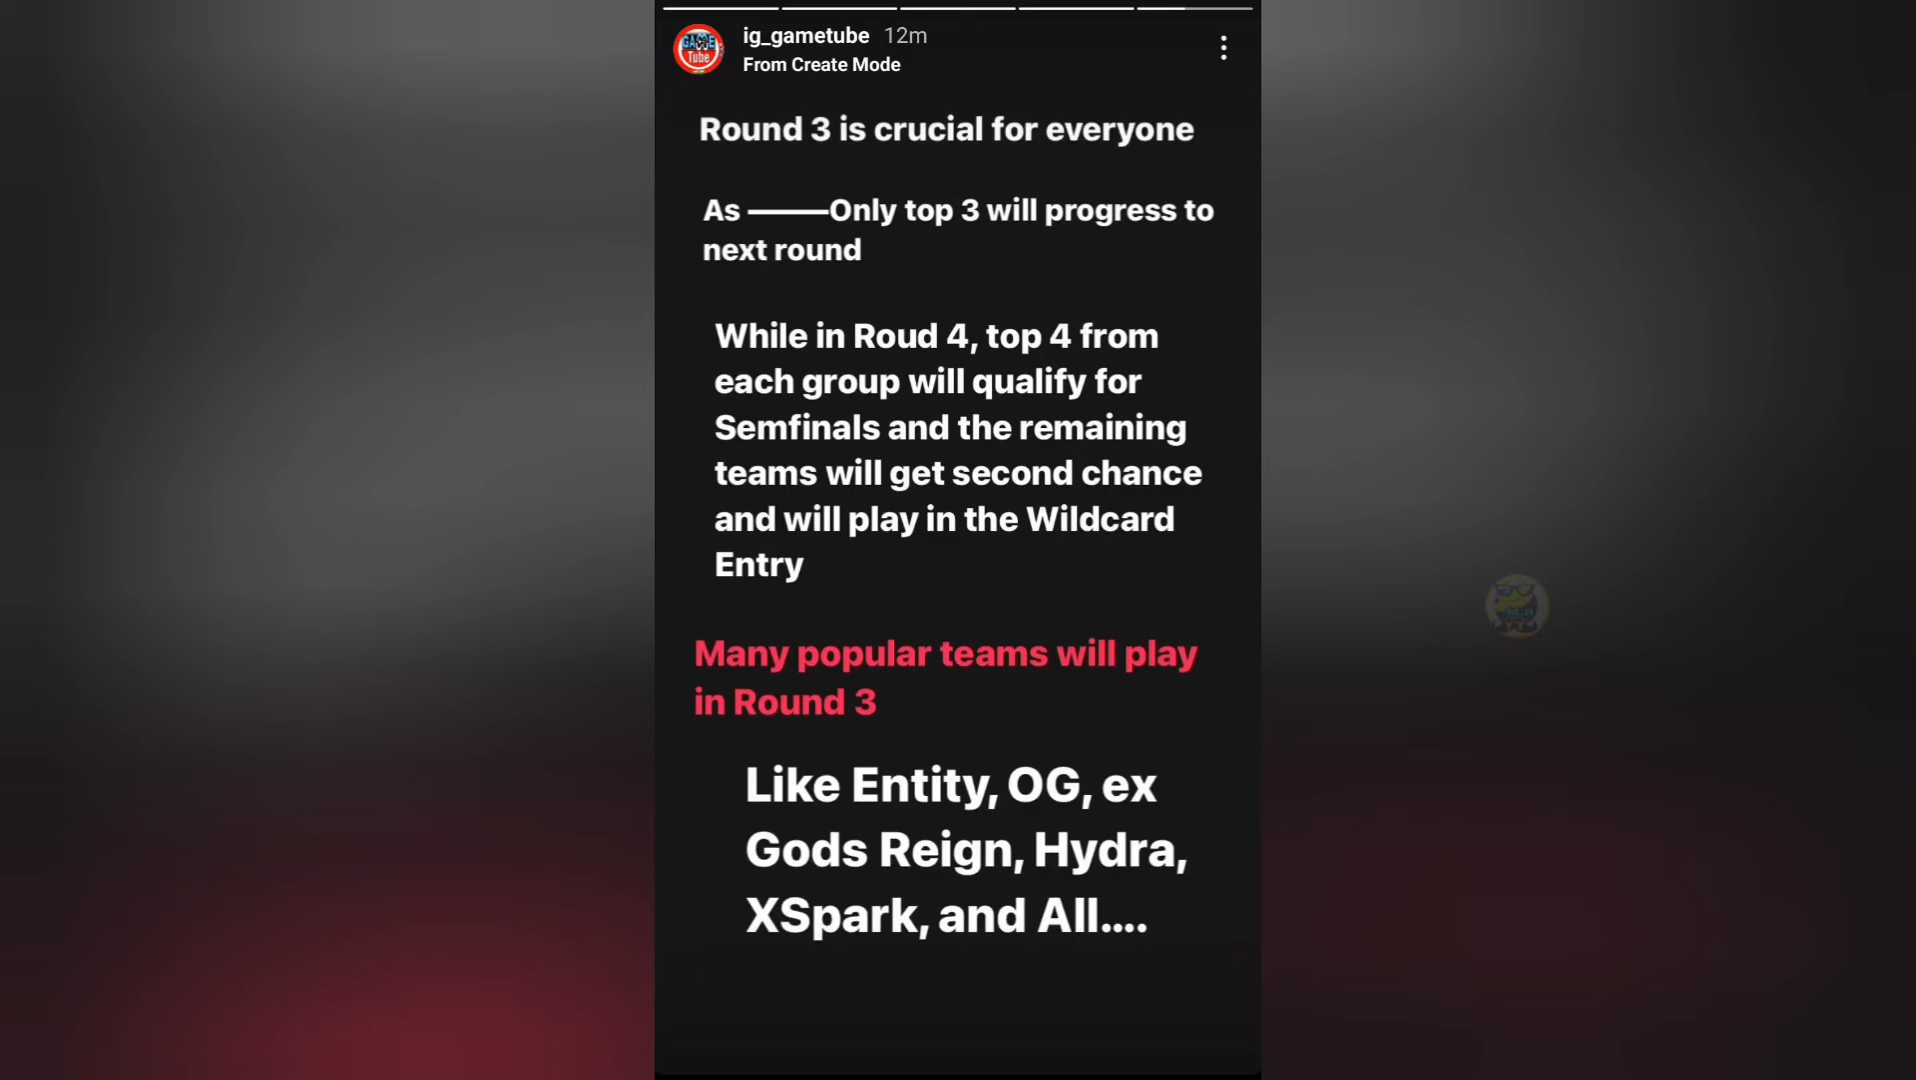 GAME
Tube
ig_gametube 12m
From Create Mode
Round 3 is crucial for everyone
As ———Only top 3 will progress to
next round
While in Roud 4, top 4 from
each group will qualify for
Semfinals and the remaining
teams will get second chance
and will play in the Wildcard
Entry
Many popular teams will play
in Round 3
Like Entity, OG, ex
Gods Reign, Hydra,
XSpark, and All....